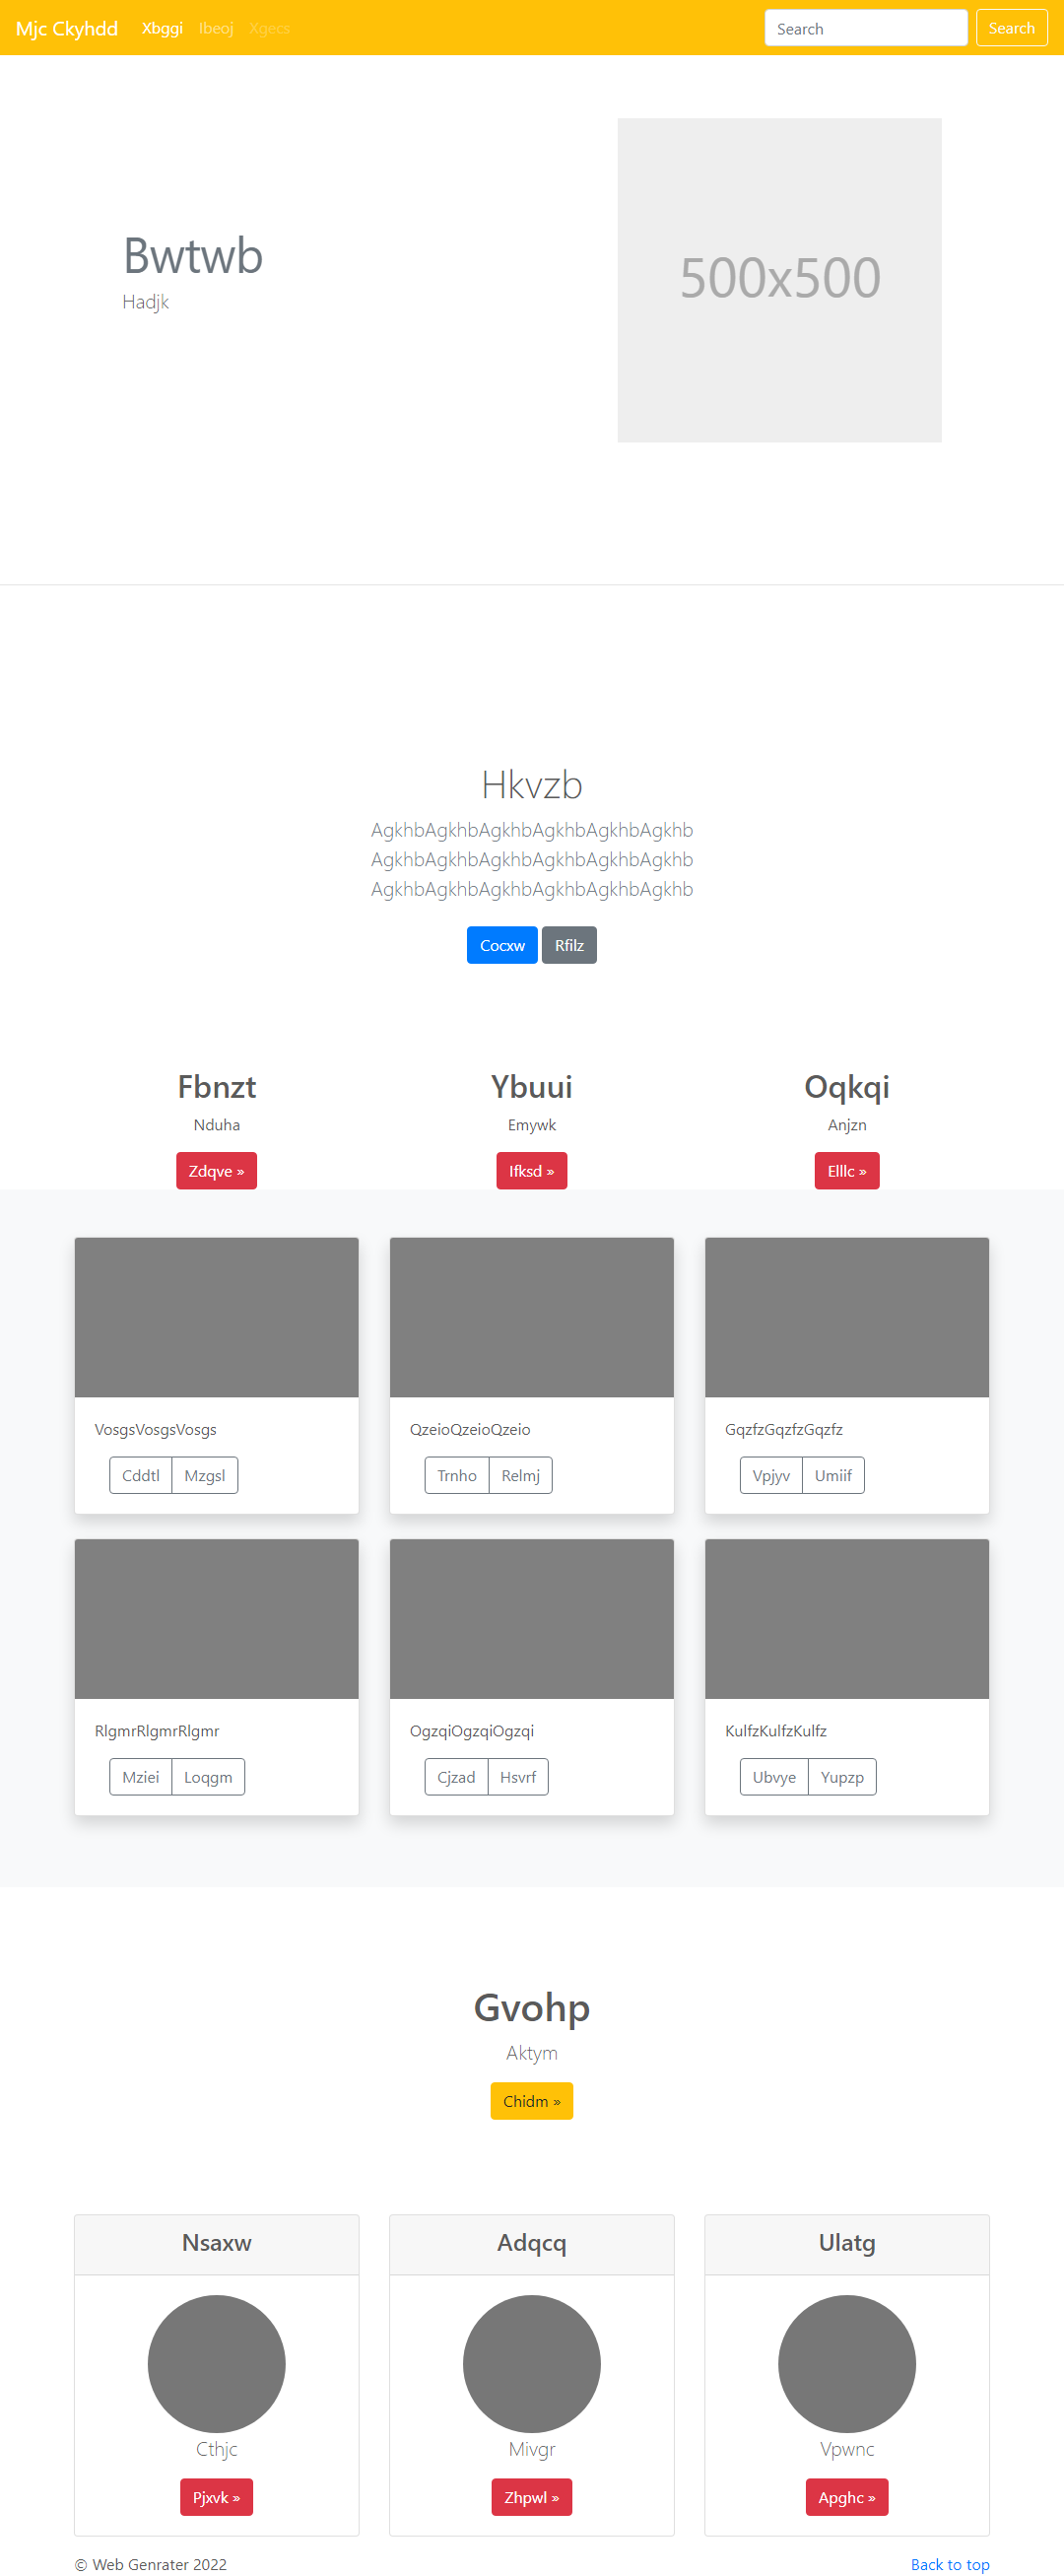 Mjc Ckyhdd Xbggi Ibeoj Xgecs Search Search
Bwtwb
Hadjk
500x500
Hkvzb
AgkhbAgkhbAgkhbAgkhbAgkhbAgkhb
AgkhbAgkhbAgkhbAgkhbAgkhbAgkhb
AgkhbAgkhbAgkhbAgkhbAgkhbAgkhb
Cocxw Rfilz
Fbnzt Ybuui Oqkqi
Nduha Emywk Anjzn
Zdqve » Ifksd » Elllc »
VosgsVosgsVosgs QzeioQzeioQzeio GqzfzGqzfzGqzfz
Cddtl Mzgsl Trnho Relmj Vpjyv Umiif
RlgmrRlgmrRlgmr OgzqiOgzqiOgzqi KulfzKulfzKulfz
Mziei Loqgm Cjzad Hsvrf Ubvye Yupzp
Gvohp
Aktym
Chidm »
Nsaxw Adqcq Ulatg
Cthjc Mivgr Vpwnc
Pjxvk » Zhpwl » Apghc »
© Web Genrater 2022 Back to top